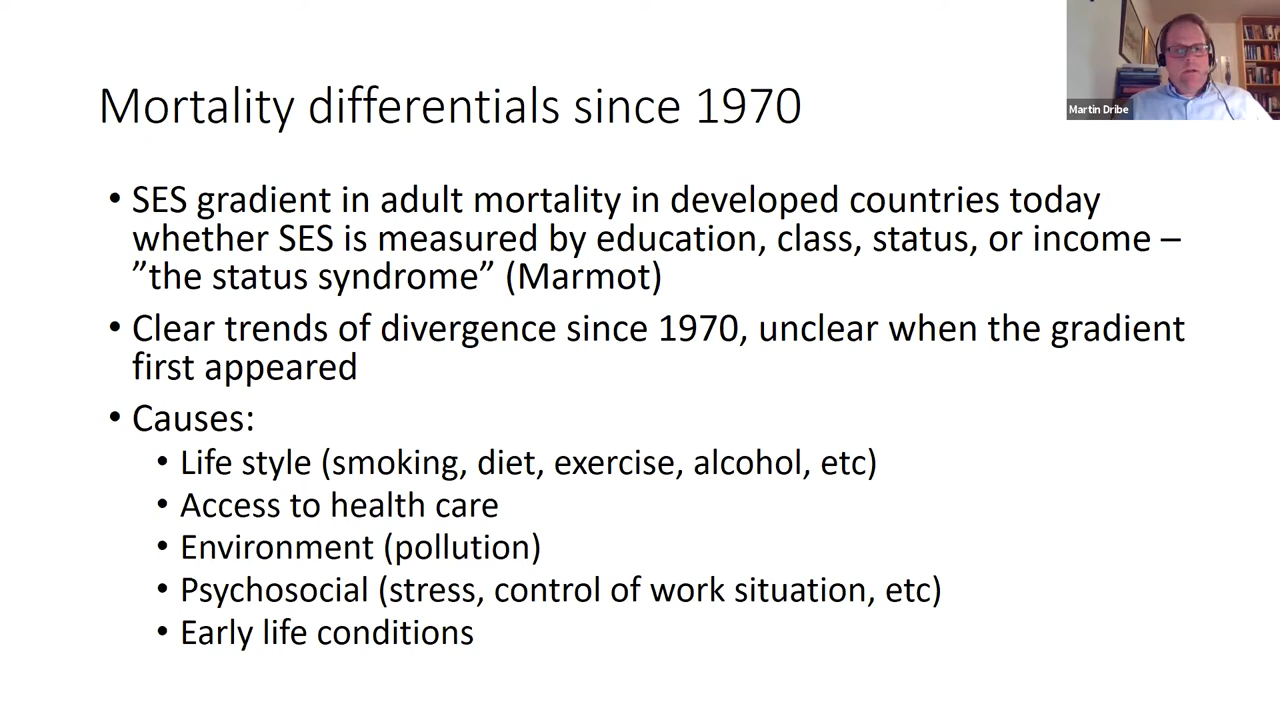 Mortality differentials since 1970
Martin Dribe
• SES gradient in adult mortality in developed countries today
whether SES is measured by education, class, status, or income –
”the status syndrome” (Marmot)
• Clear trends of divergence since 1970, unclear when the gradient
first appeared
• Causes:
• Life style (smoking, diet, exercise, alcohol, etc)
• Access to health care
• Environment (pollution)
• Psychosocial (stress, control of work situation, etc)
• Early life conditions